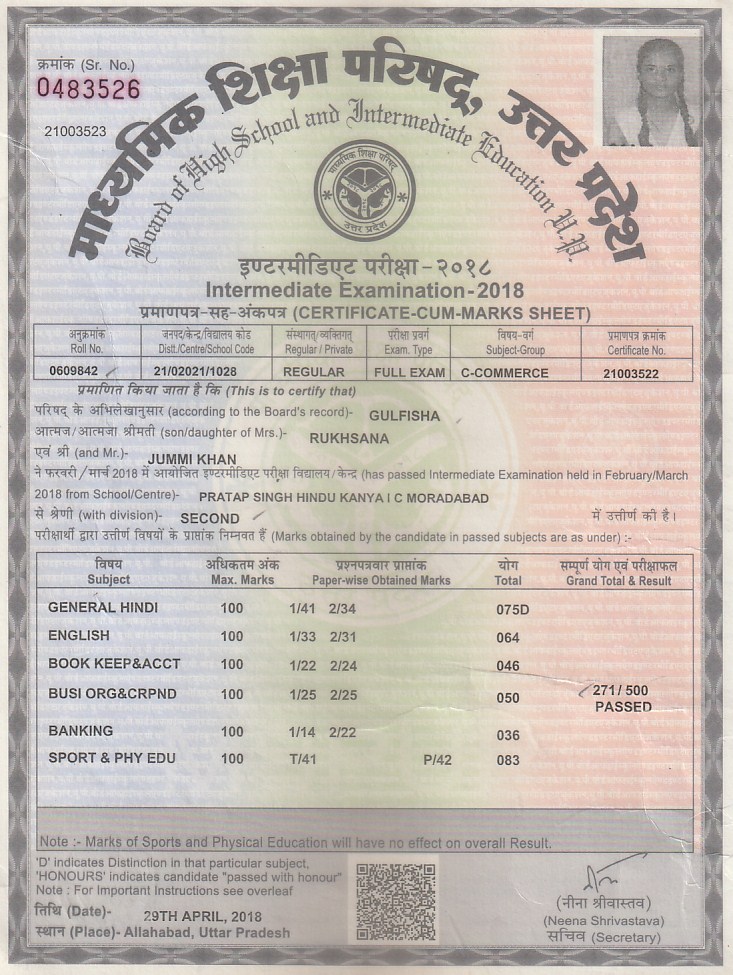 क्रमांक (Sr. No.)
0483526
21003523
माध्यमिक शिक्षा परिषद्, उत्तर प्रदेश
Board of High School and Intermediate Education U.P.
माध्यमिक शिक्षा परिषद
उत्तर प्रदेश
इण्टरमीडिएट परीक्षा - २०१८
Intermediate Examination-2018
प्रमाणपत्र-सह-अंकपत्र (CERTIFICATE-CUM-MARKS SHEET)
अनुक्रमांक जनपद/केन्द्र/विद्यालय कोड संस्थागत/व्यक्तिगत परीक्षा प्रवर्ग विषय-वर्ग प्रमाणपत्र क्रमांक
Roll No. Distt./Centre/School Code Regular / Private Exam. Type Subject-Group Certificate No.
0609842 21/02021/1028 REGULAR FULL EXAM C-COMMERCE 21003522
प्रमाणित किया जाता है कि (This is to certify that)
परिषद के अभिलेखानुसार (according to the Board's record)- GULFISHA
आत्मज/आत्मजा श्रीमती (son/daughter of Mrs.)- RUKHSANA
एवं श्री (and Mr.)- JUMMI KHAN
ने फरवरी/मार्च 2018 में आयोजित इण्टरमीडिएट परीक्षा विद्यालय/केन्द्र (has passed Intermediate Examination held in February/March
2018 from School/Centre)- PRATAP SINGH HINDU KANYA I C MORADABAD
से श्रेणी (with division)- SECOND में उत्तीर्ण की है।
परीक्षार्थी द्वारा उत्तीर्ण विषयों के प्राप्तांक निम्नवत हैं (Marks obtained by the candidate in passed subjects are as under) :-
विषय अधिकतम अंक प्रश्नपत्रवार प्राप्तांक योग सम्पूर्ण योग एवं परीक्षाफल
Subject Max. Marks Paper-wise Obtained Marks Total Grand Total & Result
GENERAL HINDI 100 1/41 2/34 075D
ENGLISH 100 1/33 2/31 064
BOOK KEEP&ACCT 100 1/22 2/24 046
BUSI ORG&CRPND 100 1/25 2/25 050 271/500
PASSED
BANKING 100 1/14 2/22 036
SPORT & PHY EDU 100 T/41 P/42 083
Note :- Marks of Sports and Physical Education will have no effect on overall Result.
'D' indicates Distinction in that particular subject,
'HONOURS' indicates candidate "passed with honour"
Note : For Important Instructions see overleaf
तिथि (Date)- 29TH APRIL, 2018
स्थान (Place)- Allahabad, Uttar Pradesh
(नीना श्रीवास्तव)
(Neena Shrivastava)
सचिव (Secretary)